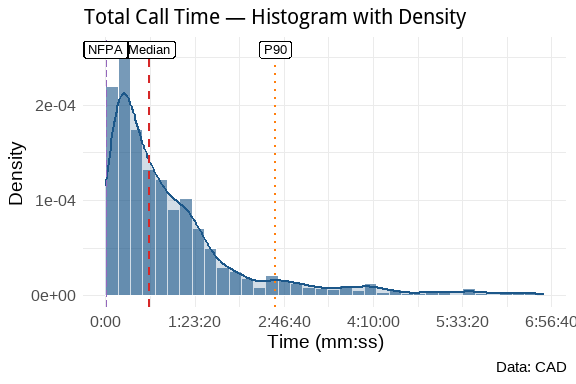 Total Call Time — Histogram with Density
NFPA Median P90
2e-04
1e-04
0e+00
Density
0:00 1:23:20 2:46:40 4:10:00 5:33:20 6:56:40
Time (mm:ss)
Data: CAD